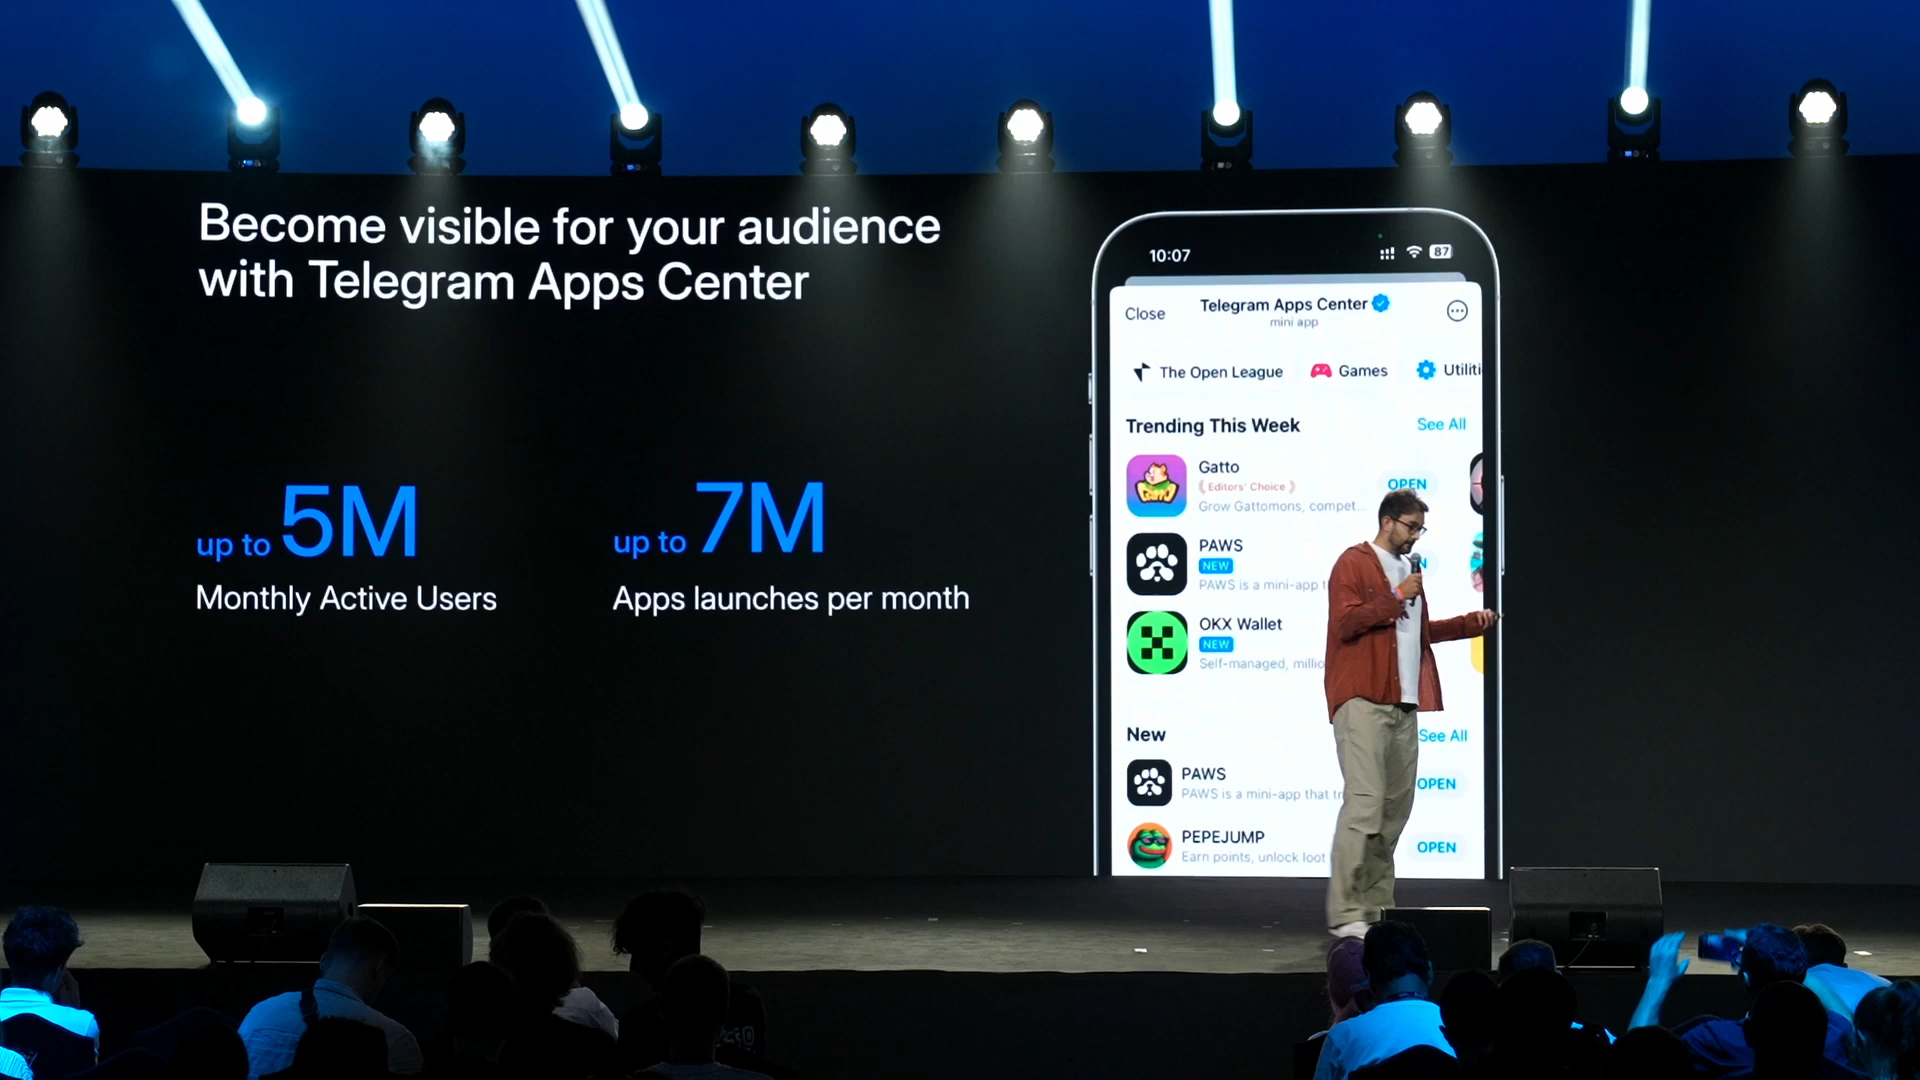 Become visible for your audience
with Telegram Apps Center
up to 5M
Monthly Active Users
up to 7M
Apps launches per month
10:07
87
Close
Telegram Apps Center
mini app
The Open League
Games
Utiliti
Trending This Week
See All
Gatto
Editors' Choice
Grow Gattomons, compet...
OPEN
PAWS
NEW
PAWS is a mini-app t
N
OKX Wallet
NEW
Self-managed, millio
New
See All
PAWS
PAWS is a mini-app that tr
OPEN
PEPEJUMP
Earn points, unlock loot
OPEN